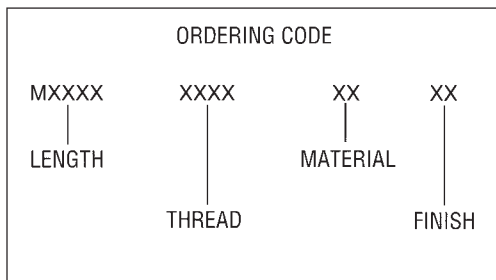 ORDERING CODE
MXXXX XXXX XX XX
LENGTH MATERIAL
THREAD FINISH